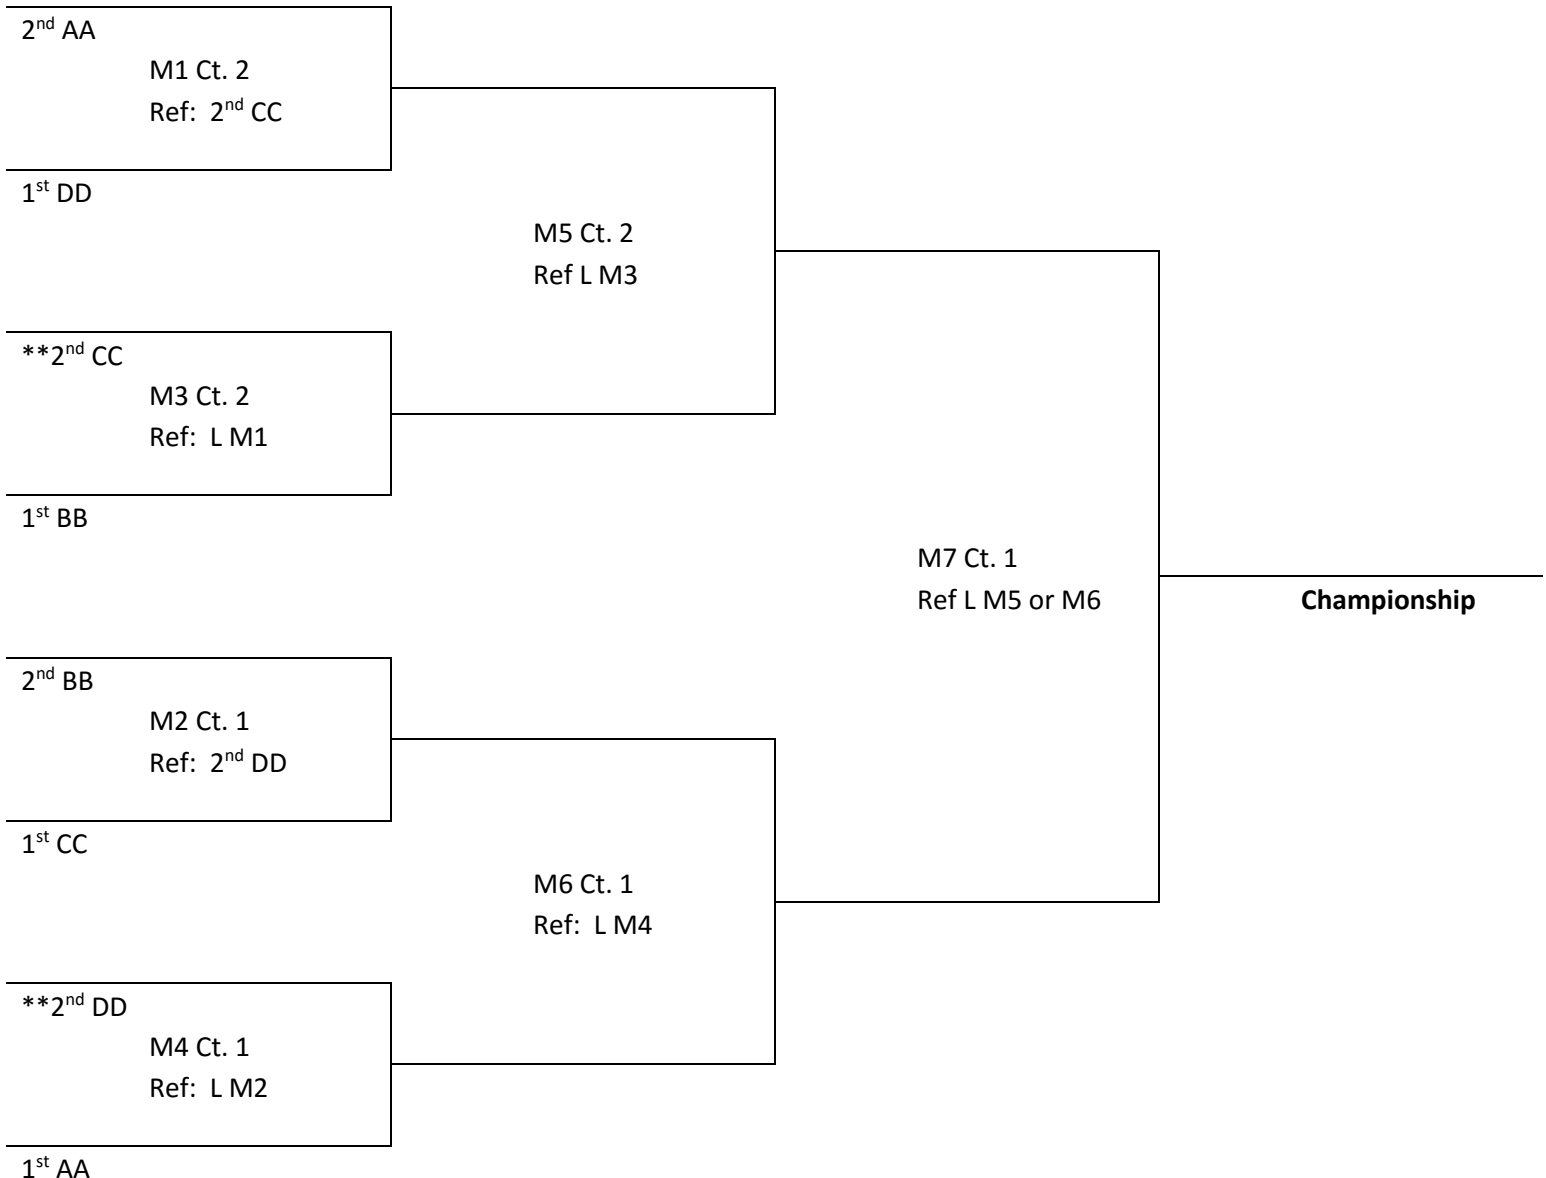 2nd AA
M1 Ct. 2
Ref: 2nd CC
1st DD
M5 Ct. 2
Ref L M3
**2nd CC
M3 Ct. 2
Ref: L M1
1st BB
M7 Ct. 1
Ref L M5 or M6
Championship
2nd BB
M2 Ct. 1
Ref: 2nd DD
1st CC
M6 Ct. 1
Ref: L M4
**2nd DD
M4 Ct. 1
Ref: L M2
1st AA